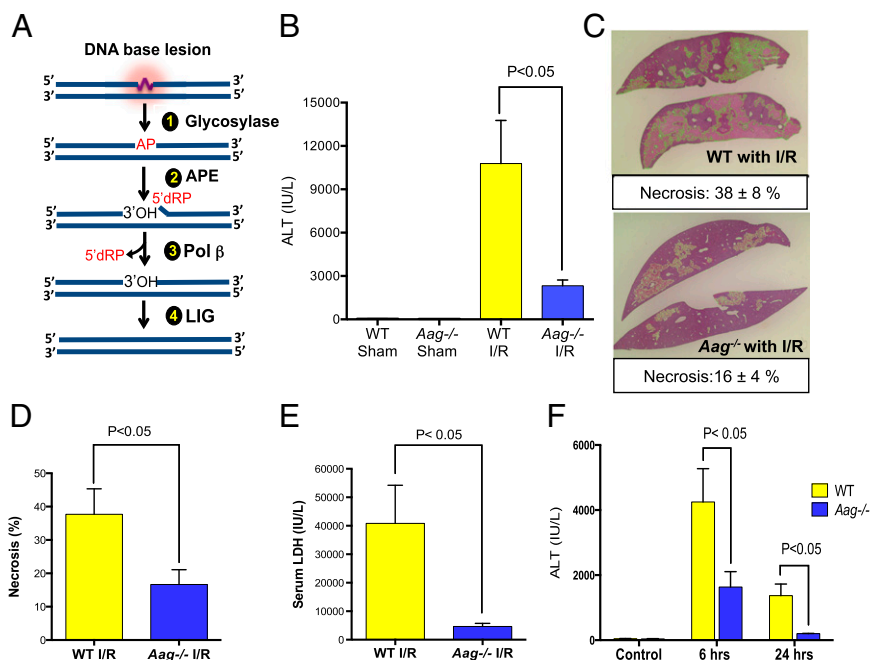 A
DNA base lesion
5' 3'
3' 5'
1 Glycosylase
5' AP 3'
3' 5'
2 APE
5'dRP
5' 3'OH 3'
3' 5'
5'dRP 3 Pol β
5' 3'OH 5'
3' 5'
4 LIG
5' 3'
3' 5'
B
P<0.05
ALT (IU/L)
15000
12000
9000
6000
3000
0
WT Sham
Aag-/- Sham
WT I/R
Aag-/- I/R
C
WT with I/R
Necrosis: 38 ± 8 %
Aag-/- with I/R
Necrosis:16 ± 4 %
D
P<0.05
Necrosis (%)
50
40
30
20
10
0
WT I/R
Aag-/- I/R
E
P< 0.05
Serum LDH (IU/L)
60000
50000
40000
30000
20000
10000
0
WT I/R
Aag-/- I/R
F
P< 0.05
P<0.05
WT
Aag-/-
ALT (IU/L)
6000
4000
2000
0
Control
6 hrs
24 hrs